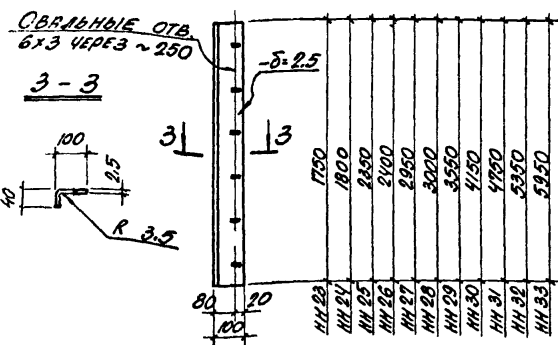 ОВАЛЬНЫЕ ОТВ.
6×3 ЧЕРЕЗ ~ 250
3 - 3
-δ=2.5
3
3
100
2.5
40
R 3.5
80
20
100
1750
1800
2350
2400
2950
3000
3550
4150
4750
5350
5950
НН 23
НН 24
НН 25
НН 26
НН 27
НН 28
НН 29
НН 30
НН 31
НН 32
НН 33